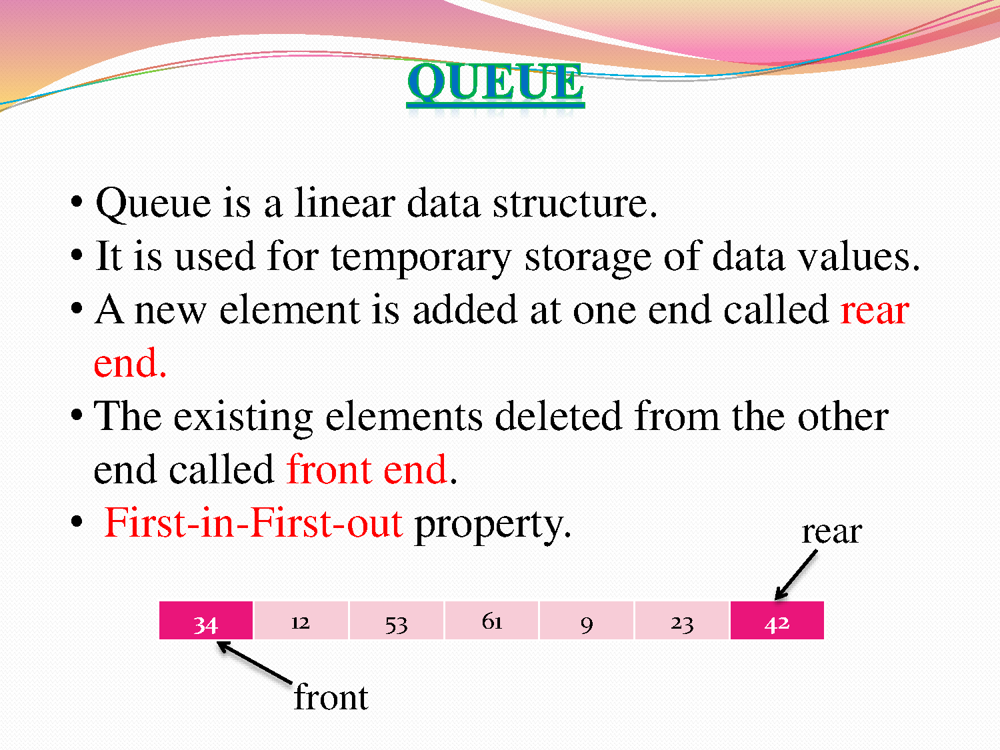 QUEUE
• Queue is a linear data structure.
• It is used for temporary storage of data values.
• A new element is added at one end called rear
end.
• The existing elements deleted from the other
end called front end.
• First-in-First-out property.
rear
34 12 53 61 9 23 42
front